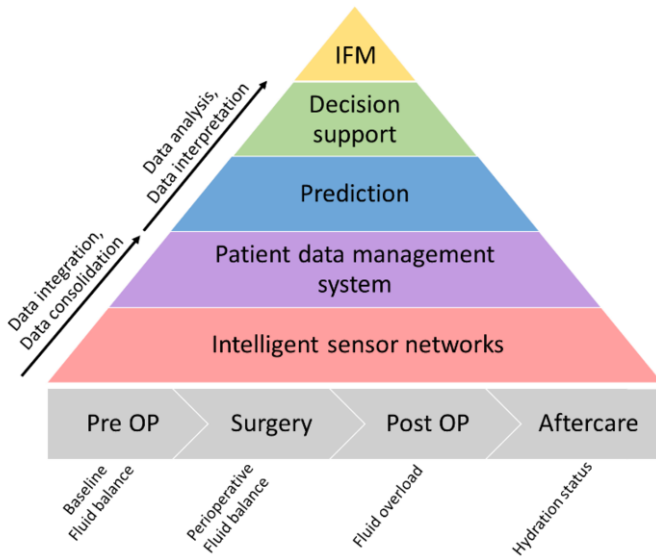 IFM
Decision
support
Prediction
Patient data management
system
Intelligent sensor networks
Data analysis,
Data interpretation
Data integration,
Data consolidation
Pre OP
Surgery
Post OP
Aftercare
Baseline
Fluid balance
Perioperative
Fluid balance
Fluid overload
Hydration status